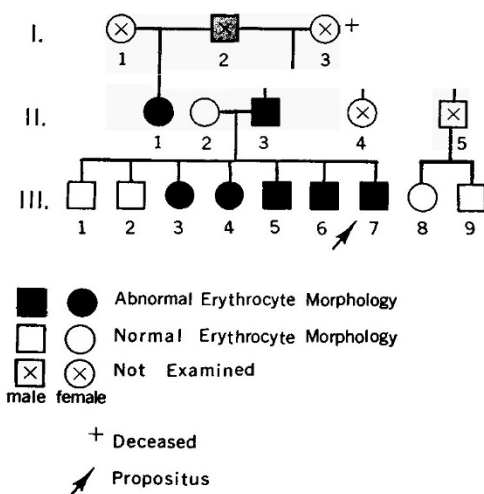 I.
+
1 2 3
II.
1 2 3 4 5
III.
1 2 3 4 5 6 7 8 9
Abnormal Erythrocyte Morphology
Normal Erythrocyte Morphology
Not Examined
male female
+ Deceased
Propositus